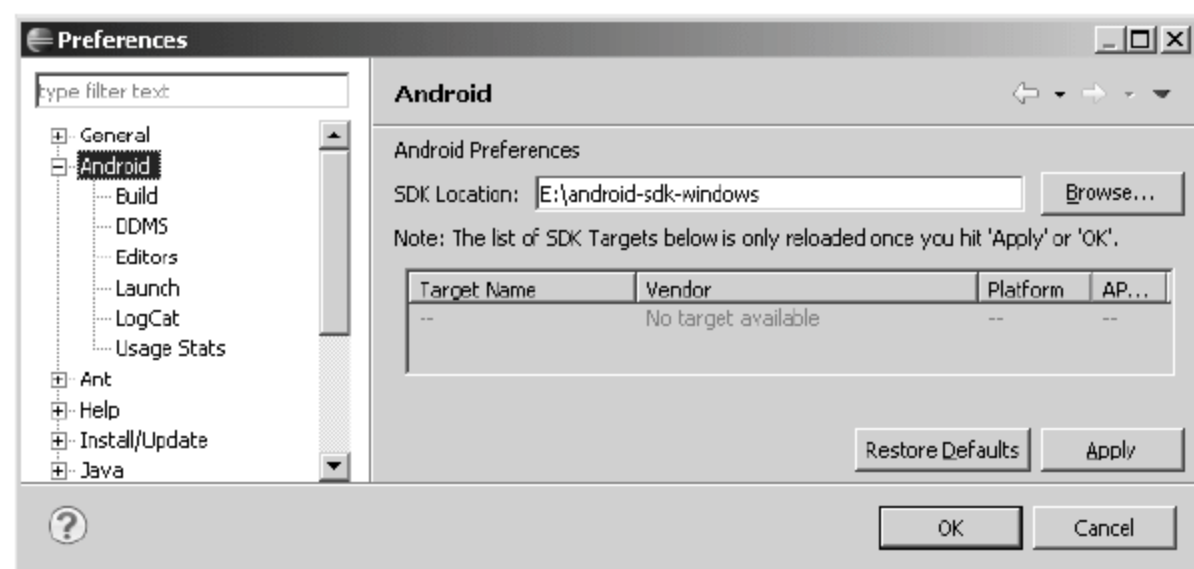 Preferences
type filter text
General
Android
Build
DDMS
Editors
Launch
LogCat
Usage Stats
Ant
Help
Install/Update
Java
Android
Android Preferences
SDK Location: E:\android-sdk-windows Browse...
Note: The list of SDK Targets below is only reloaded once you hit 'Apply' or 'OK'.
Target Name Vendor Platform AP...
-- No target available -- --
Restore Defaults Apply
? OK Cancel